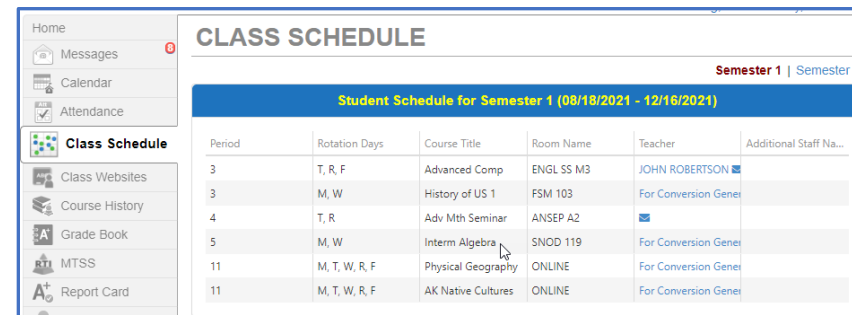 Home
Messages 8
Calendar
Attendance
Class Schedule
Class Websites
Course History
Grade Book
MTSS
Report Card
CLASS SCHEDULE
Semester 1 | Semester
Student Schedule for Semester 1 (08/18/2021 - 12/16/2021)
Period Rotation Days Course Title Room Name Teacher Additional Staff Na...
3 T, R, F Advanced Comp ENGL SS M3 JOHN ROBERTSON
3 M, W History of US 1 FSM 103 For Conversion Gene
4 T, R Adv Mth Seminar ANSEP A2
5 M, W Interm Algebra SNOD 119 For Conversion Gene
11 M, T, W, R, F Physical Geography ONLINE For Conversion Gene
11 M, T, W, R, F AK Native Cultures ONLINE For Conversion Gene